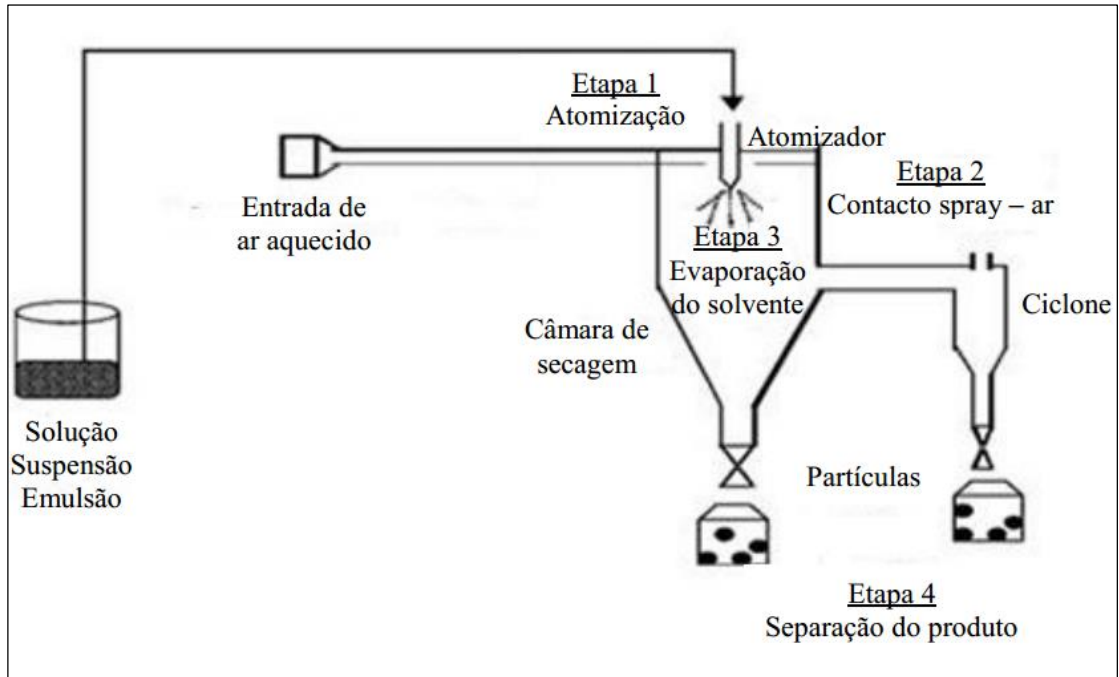 Etapa 1
Atomização
Atomizador
Etapa 2
Contacto spray – ar
Entrada de
ar aquecido
Etapa 3
Evaporação
do solvente
Ciclone
Câmara de
secagem
Solução
Suspensão
Emulsão
Partículas
Etapa 4
Separação do produto